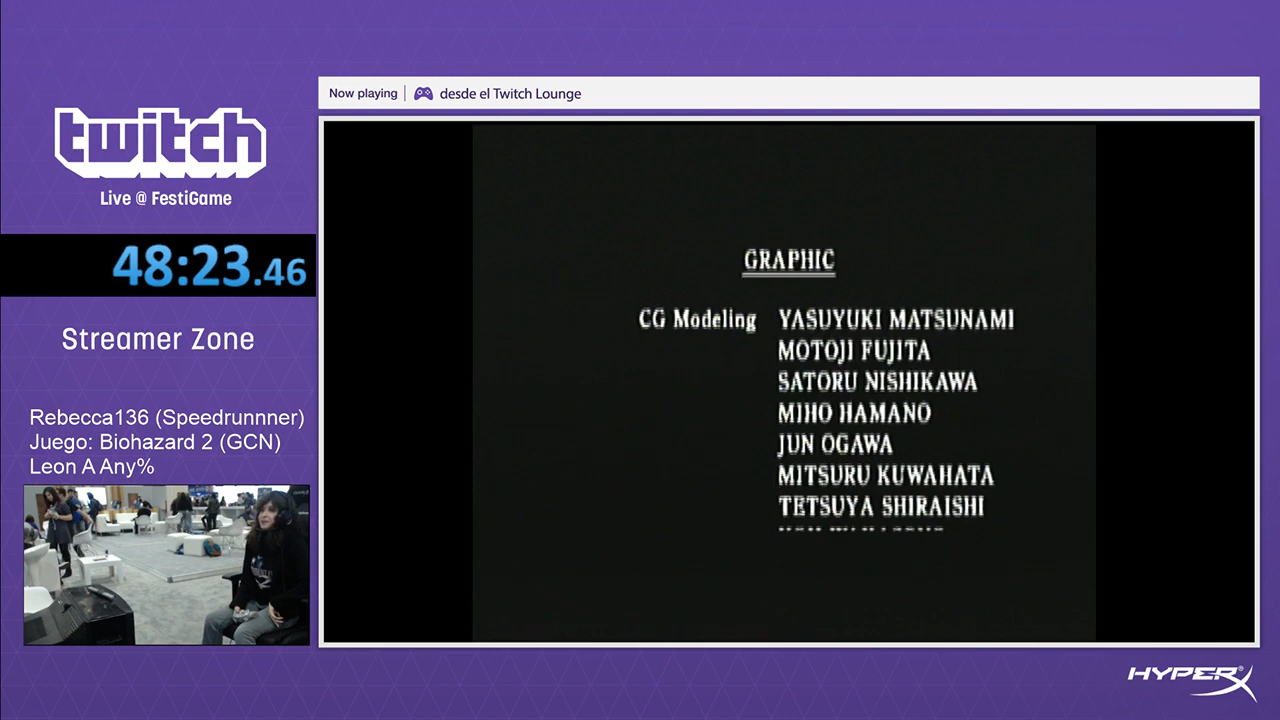 Now playing | desde el Twitch Lounge
twitch
Live @ FestiGame
48:23.46
Streamer Zone
Rebecca136 (Speedrunnner)
Juego: Biohazard 2 (GCN)
Leon A Any%
GRAPHIC
CG Modeling YASUYUKI MATSUNAMI
MOTOJI FUJITA
SATORU NISHIKAWA
MIHO HAMANO
JUN OGAWA
MITSURU KUWAHATA
TETSUYA SHIRAISHI
HYPERX